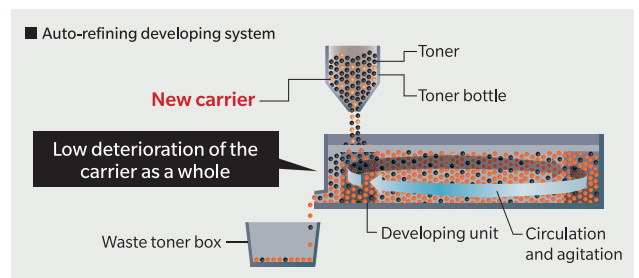 ■ Auto-refining developing system
Toner
New carrier
Toner bottle
Low deterioration of the
carrier as a whole
Waste toner box
Developing unit
Circulation
and agitation